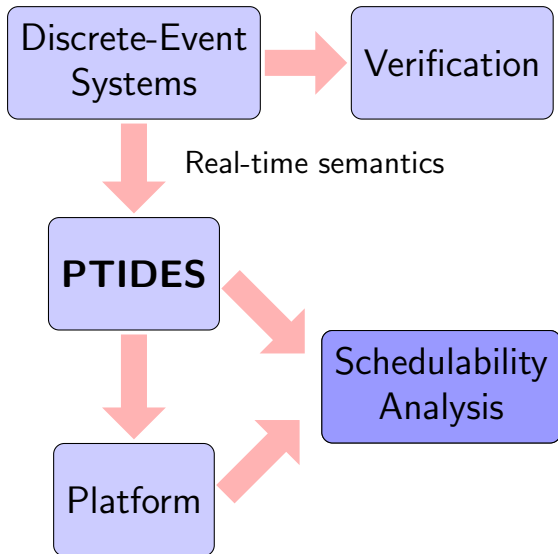 Discrete-Event
Systems
Verification
Real-time semantics
PTIDES
Schedulability
Analysis
Platform